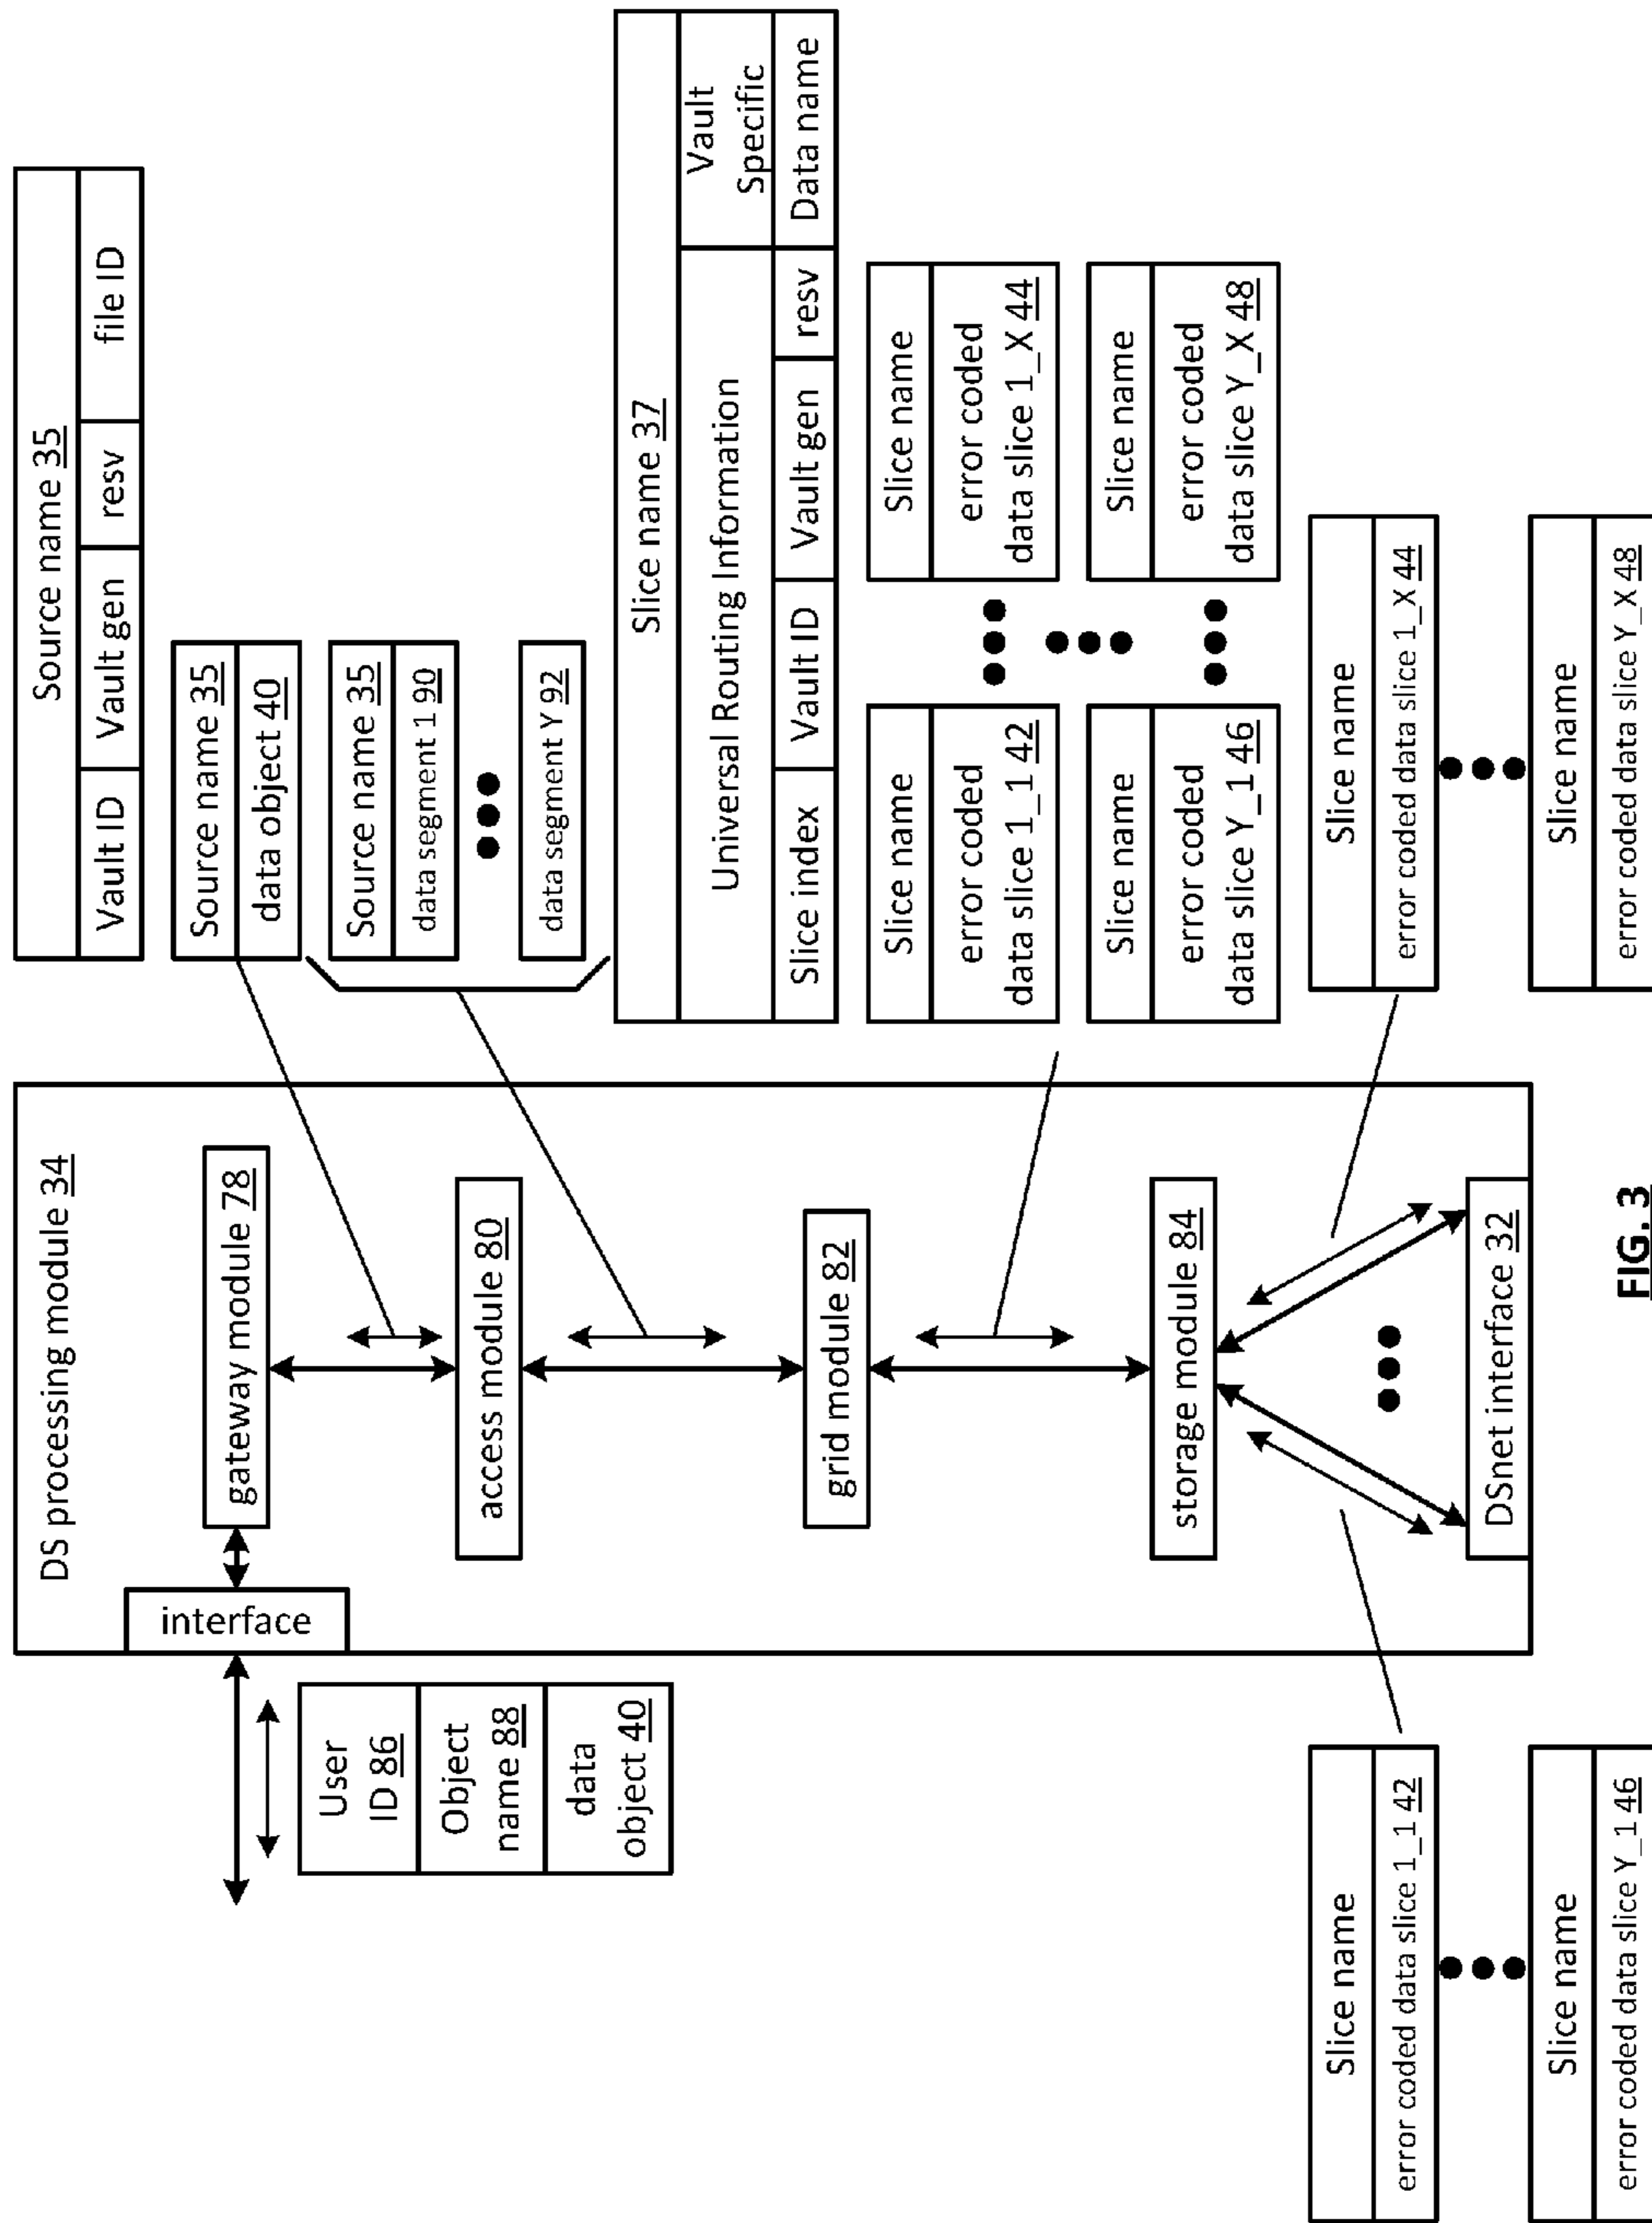 DS processing module 34
interface
gateway module 78
access module 80
grid module 82
storage module 84
DSnet interface 32
User
ID 86
Object
name 88
data
object 40
Source name 35
Vault ID
Vault gen
resv
file ID
Source name 35
data object 40
Source name 35
data segment 1 90
data segment Y 92
Slice name 37
Universal Routing Information
Vault
Specific
Slice index
Vault ID
Vault gen
resv
Data name
Slice name
error coded
data slice 1_1 42
Slice name
error coded
data slice 1_X 44
Slice name
error coded
data slice Y_1 46
Slice name
error coded
data slice Y_X 48
Slice name
error coded data slice 1_1 42
Slice name
error coded data slice Y_1 46
Slice name
error coded data slice 1_X 44
Slice name
error coded data slice Y_X 48
FIG. 3